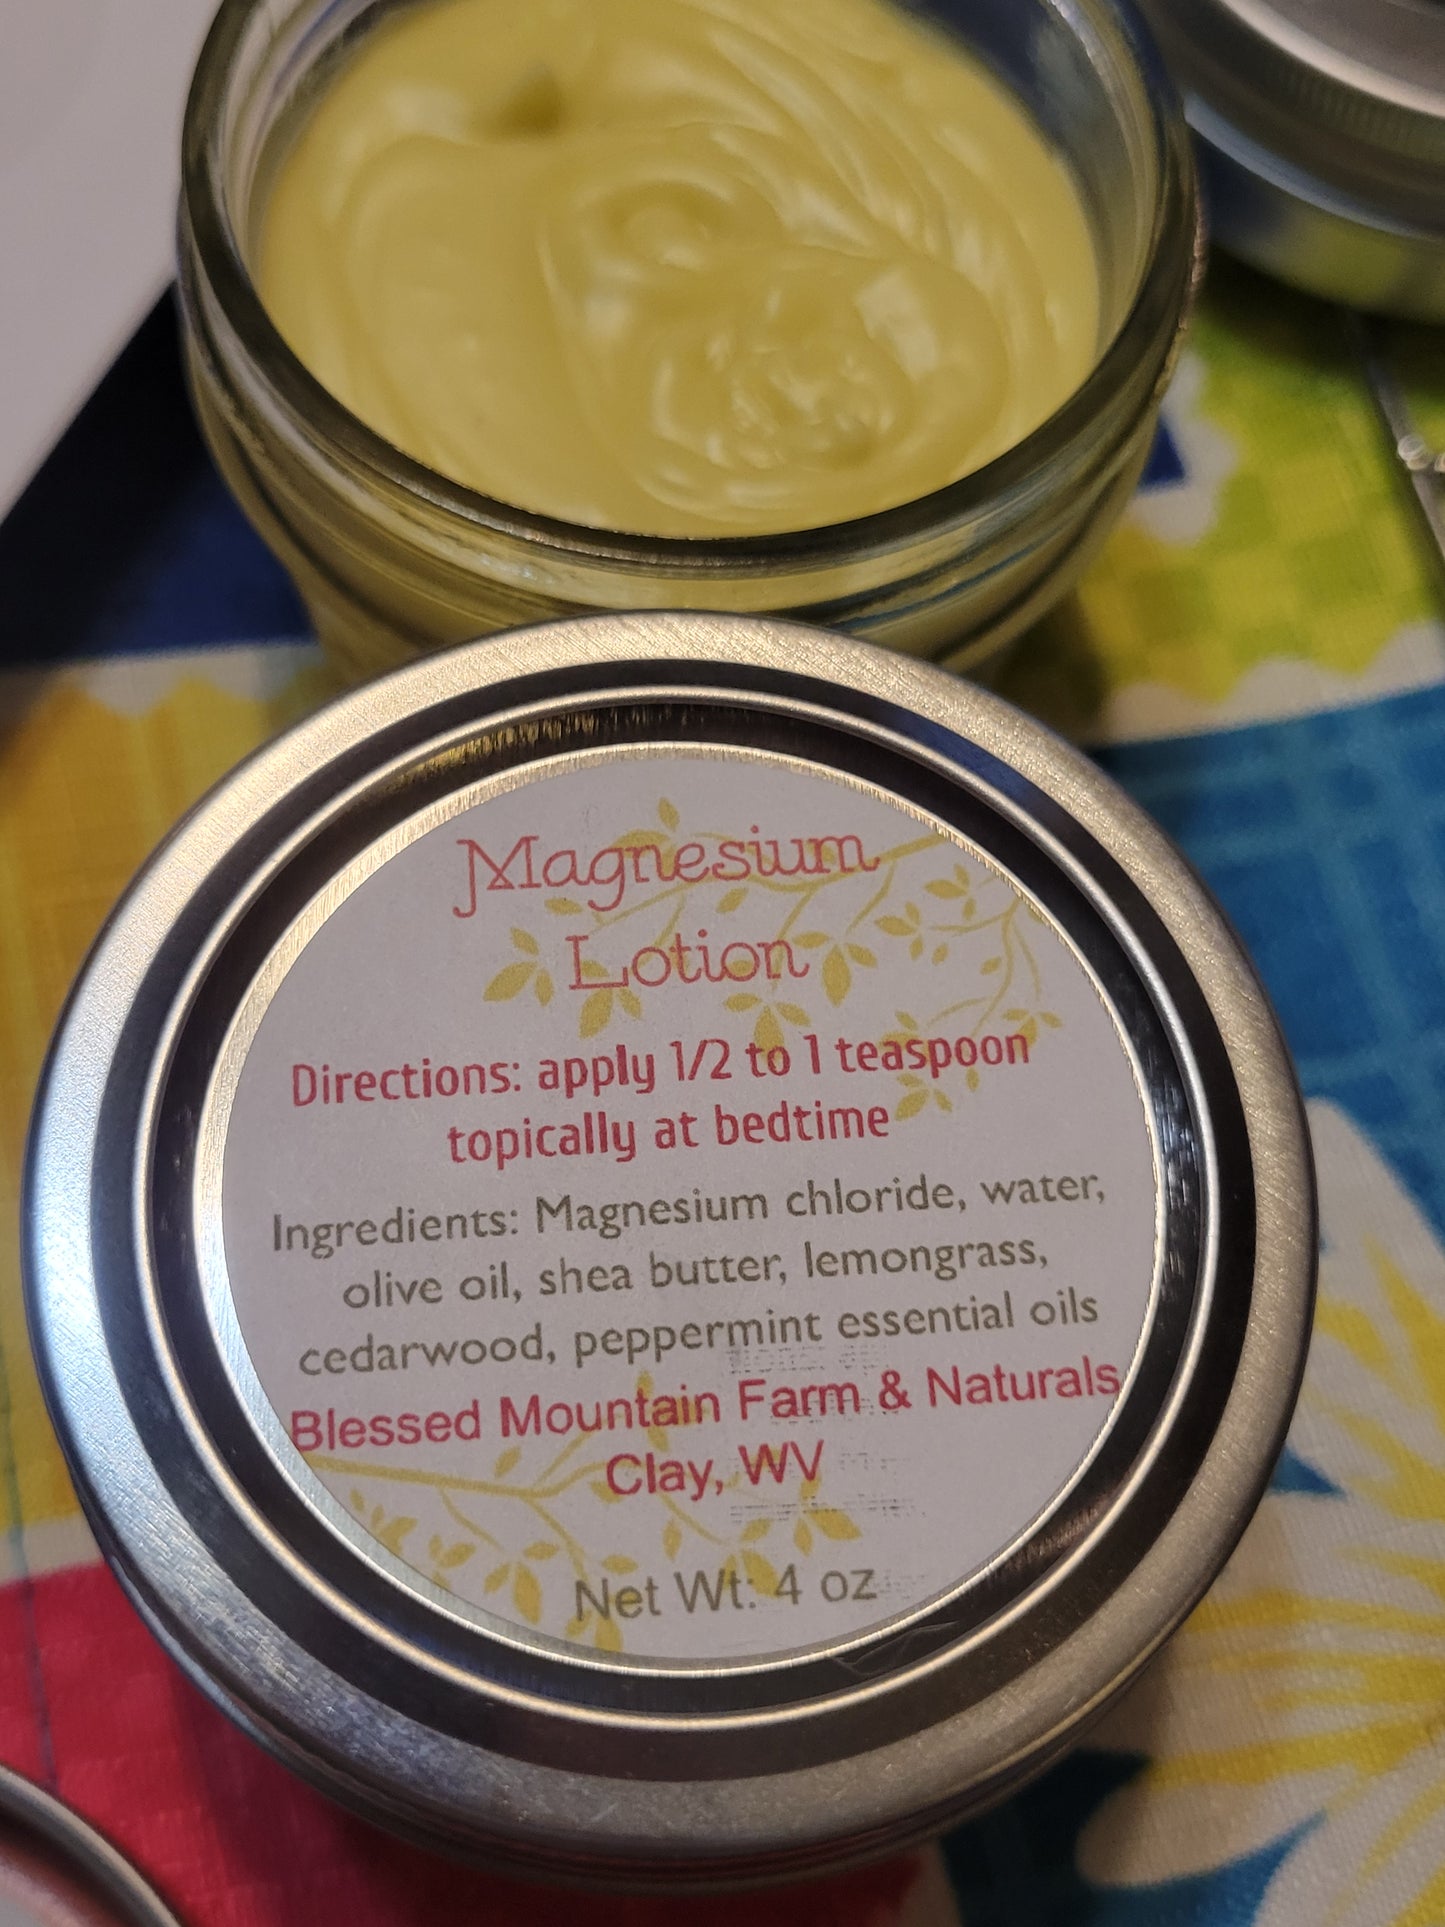 Magnesium
Lotion
Directions: apply 1/2 to 1 teaspoon
topically at bedtime
Ingredients: Magnesium chloride, water,
olive oil, shea butter, lemongrass,
cedarwood, peppermint essential oils
Blessed Mountain Farm & Naturals
Clay, WV
Net Wt: 4 oz